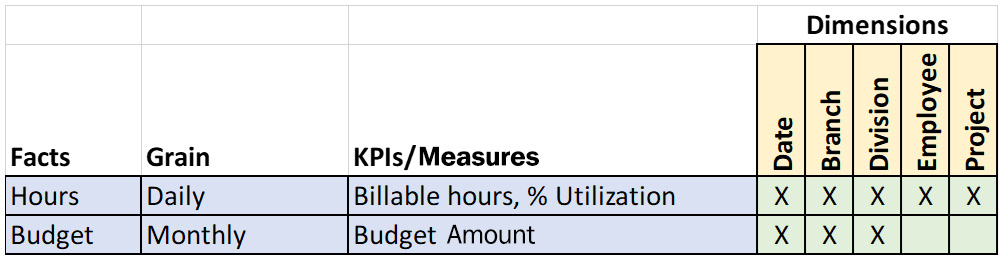 Dimensions
Facts Grain KPIs/Measures Date Branch Division Employee Project
Hours Daily Billable hours, % Utilization X X X X X
Budget Monthly Budget Amount X X X